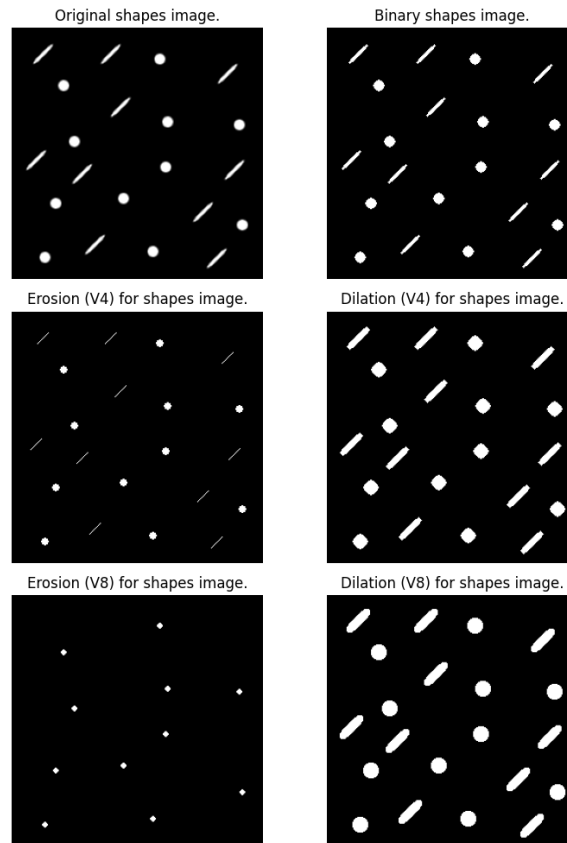 Original shapes image.
Binary shapes image.
Erosion (V4) for shapes image.
Dilation (V4) for shapes image.
Erosion (V8) for shapes image.
Dilation (V8) for shapes image.